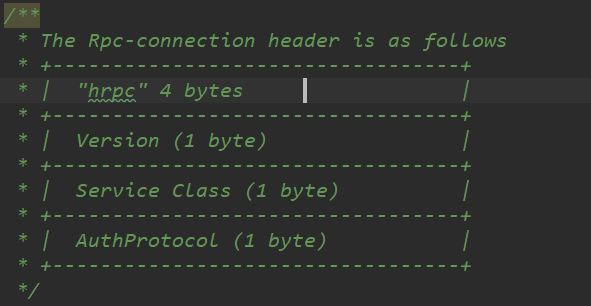 /**
 * The Rpc-connection header is as follows
 * +----------------------------------+
 * |  "hrpc" 4 bytes                  |
 * +----------------------------------+
 * |  Version (1 byte)                |
 * +----------------------------------+
 * |  Service Class (1 byte)          |
 * +----------------------------------+
 * |  AuthProtocol (1 byte)           |
 * +----------------------------------+
 */